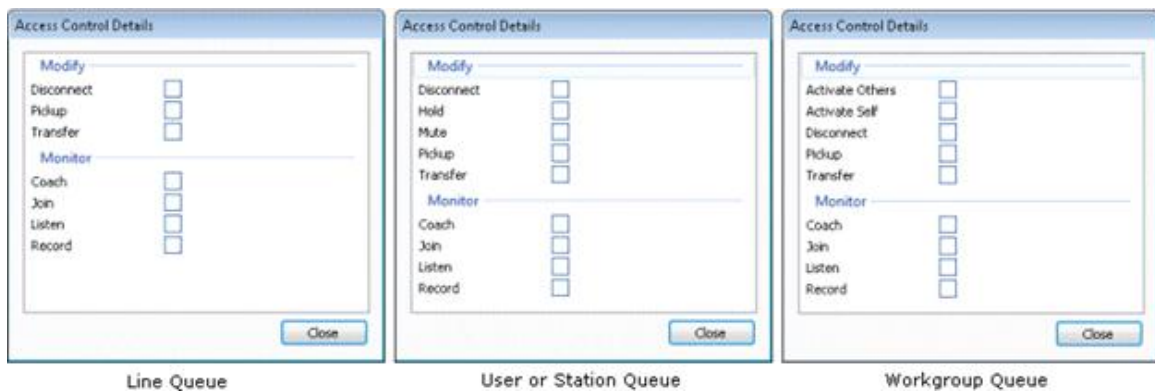 Access Control Details
Modify
Disconnect
Pickup
Transfer
Monitor
Coach
Join
Listen
Record
Close
Line Queue
Access Control Details
Modify
Disconnect
Hold
Mute
Pickup
Transfer
Monitor
Coach
Join
Listen
Record
Close
User or Station Queue
Access Control Details
Modify
Activate Others
Activate Self
Disconnect
Pickup
Transfer
Monitor
Coach
Join
Listen
Record
Close
Workgroup Queue